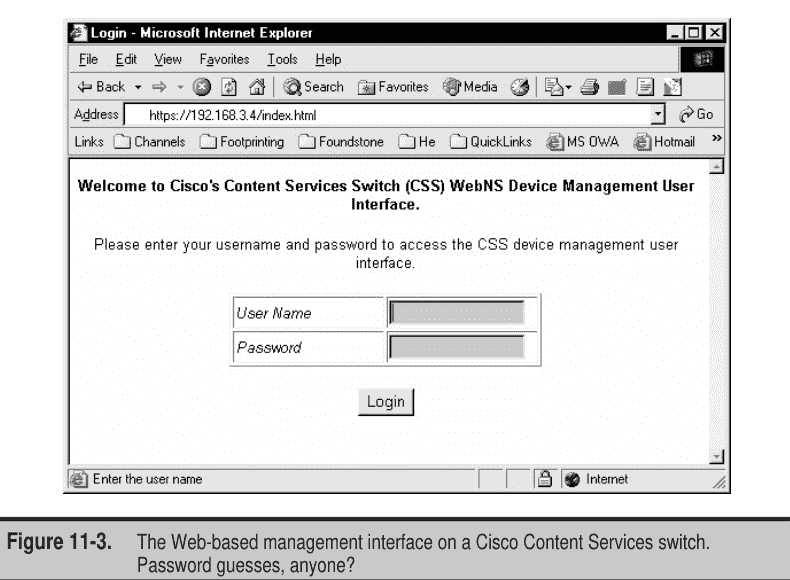 Login - Microsoft Internet Explorer
File Edit View Favorites Tools Help
Back Search Favorites Media
Address https://192.168.3.4/index.html Go
Links Channels Footprinting Foundstone He QuickLinks MS OWA Hotmail »
Welcome to Cisco's Content Services Switch (CSS) WebNS Device Management User
Interface.
Please enter your username and password to access the CSS device management user
interface.
User Name
Password
Login
Enter the user name Internet
Figure 11-3. The Web-based management interface on a Cisco Content Services switch.
Password guesses, anyone?